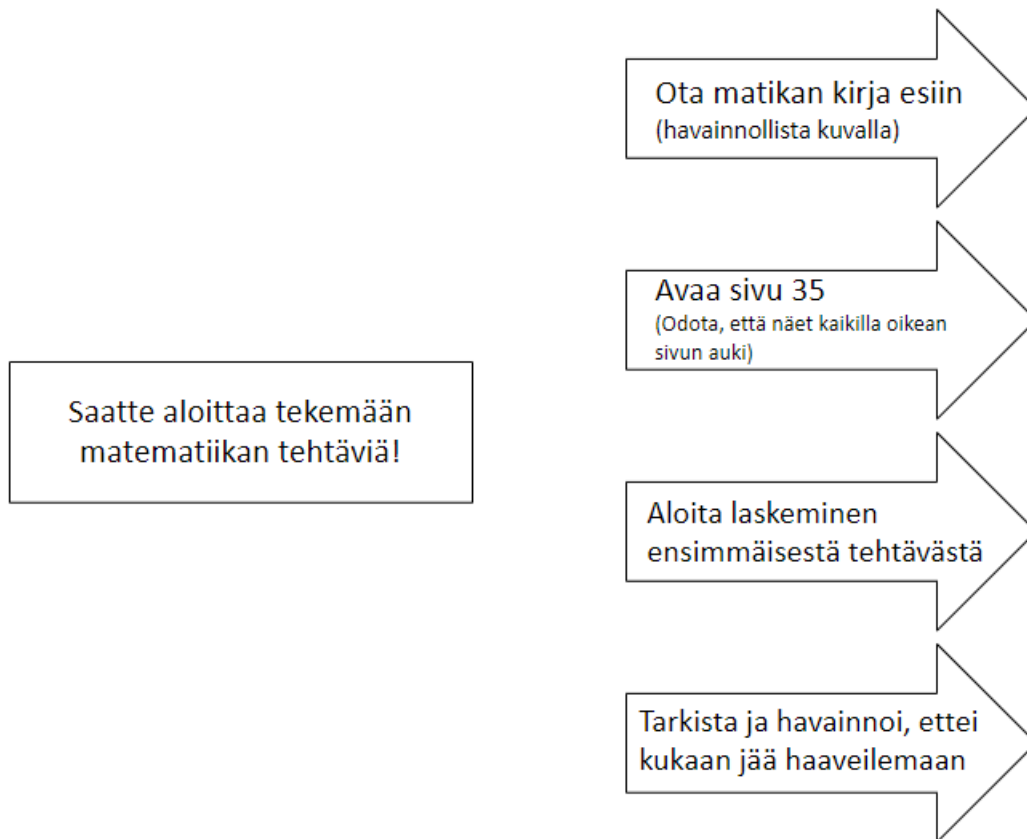 Saatte aloittaa tekemään
matematiikan tehtäviä!
Ota matikan kirja esiin
(havainnollista kuvalla)
Avaa sivu 35
(Odota, että näet kaikilla oikean
sivun auki)
Aloita laskeminen
ensimmäisestä tehtävästä
Tarkista ja havainnoi, ettei
kukaan jää haaveilemaan